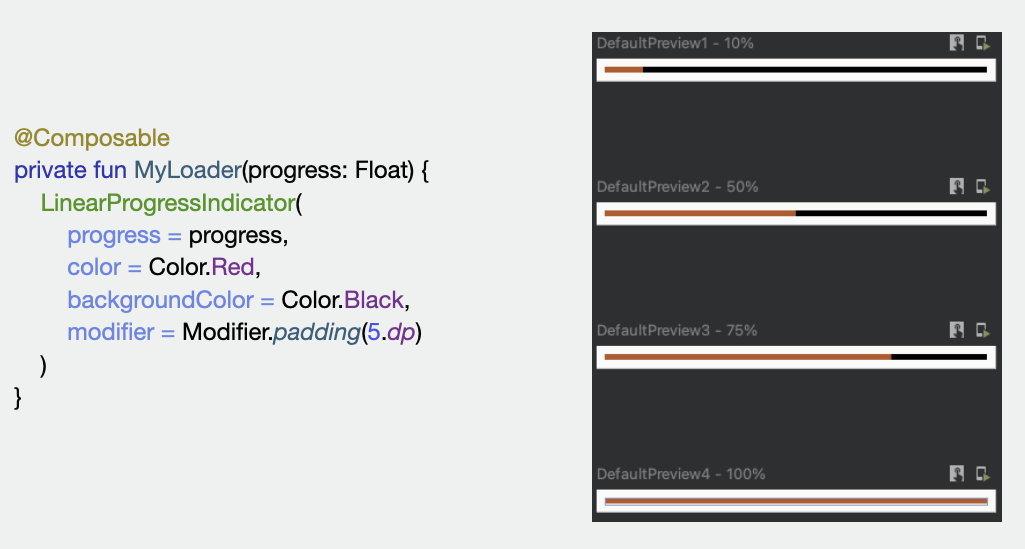 @Composable
private fun MyLoader(progress: Float) {
LinearProgressIndicator(
progress = progress,
color = Color.Red,
backgroundColor = Color.Black,
modifier = Modifier.padding(5.dp)
)
}
DefaultPreview1 - 10%
DefaultPreview2 - 50%
DefaultPreview3 - 75%
DefaultPreview4 - 100%